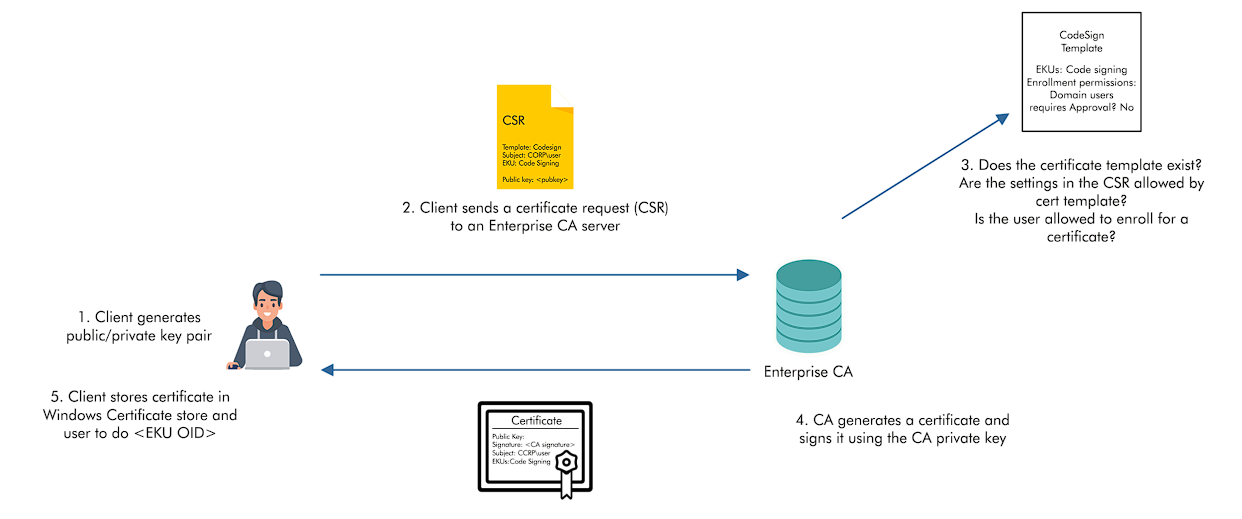 CodeSign
Template
EKUs: Code signing
Enrollment permissions:
Domain users
requires Approval? No
CSR
Template: Codesign
Subject: CORP\user
EKU: Code Signing
Public key: <pubkey>
2. Client sends a certificate request (CSR)
to an Enterprise CA server
3. Does the certificate template exist?
Are the settings in the CSR allowed by
cert template?
Is the user allowed to enroll for a
certificate?
1. Client generates
public/private key pair
Enterprise CA
5. Client stores certificate in
Windows Certificate store and
user to do <EKU OID>
Certificate
Public Key:
Signature: <CA signature>
Subject: CCRP\user
EKUs:Code Signing
4. CA generates a certificate and
signs it using the CA private key